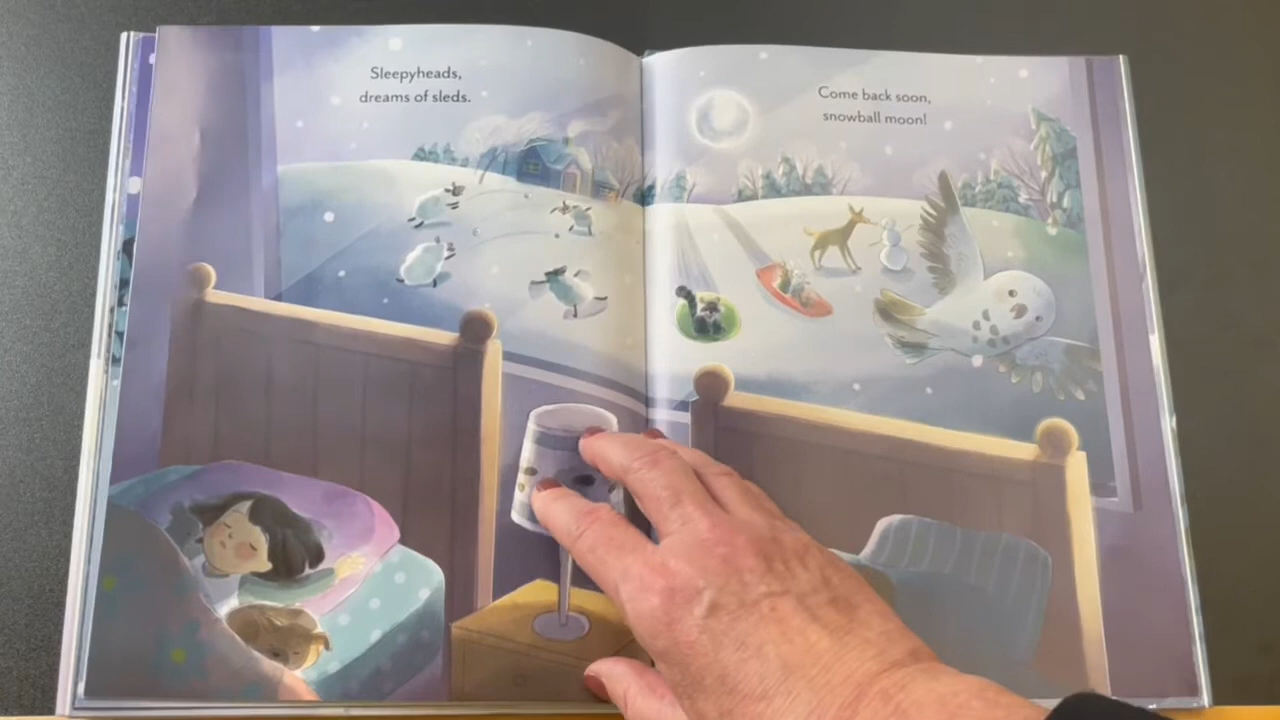 Sleepyheads,
dreams of sleds.
Come back soon,
snowball moon!